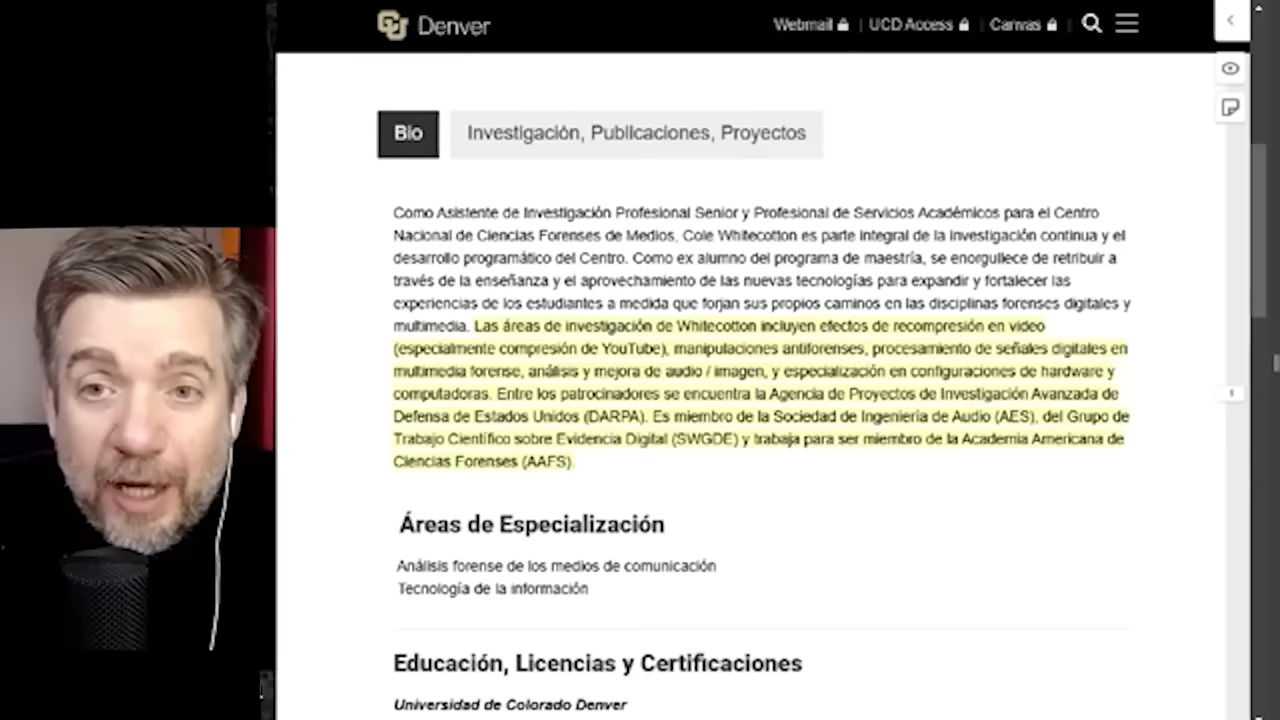 CU Denver
Webmail | UCD Access | Canvas |
Bio
Investigación, Publicaciones, Proyectos
Como Asistente de Investigación Profesional Senior y Profesional de Servicios Académicos para el Centro
Nacional de Ciencias Forenses de Medios, Cole Whitecotton es parte integral de la investigación continua y el
desarrollo programático del Centro. Como ex alumno del programa de maestría, se enorgullece de retribuir a
través de la enseñanza y el aprovechamiento de las nuevas tecnologías para expandir y fortalecer las
experiencias de los estudiantes a medida que forjan sus propios caminos en las disciplinas forenses digitales y
multimedia. Las áreas de investigación de Whitecotton incluyen efectos de recompresión en video
(especialmente compresión de YouTube), manipulaciones antiforenses, procesamiento de señales digitales en
multimedia forense, análisis y mejora de audio / imagen, y especialización en configuraciones de hardware y
computadoras. Entre los patrocinadores se encuentra la Agencia de Proyectos de Investigación Avanzada de
Defensa de Estados Unidos (DARPA). Es miembro de la Sociedad de Ingeniería de Audio (AES), del Grupo de
Trabajo Científico sobre Evidencia Digital (SWGDE) y trabaja para ser miembro de la Academia Americana de
Ciencias Forenses (AAFS).
Áreas de Especialización
Análisis forense de los medios de comunicación
Tecnología de la información
Educación, Licencias y Certificaciones
Universidad de Colorado Denver